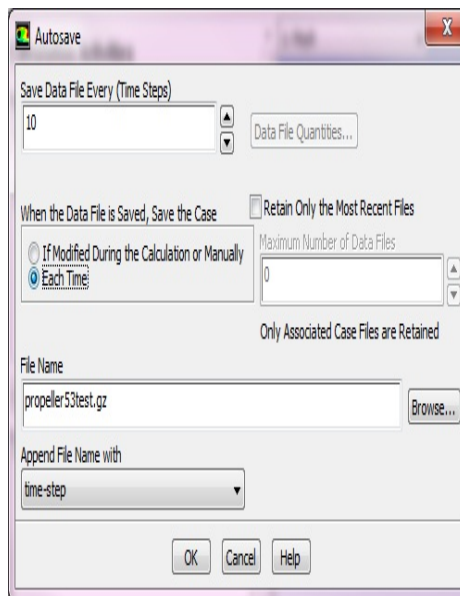 Autosave
X
Save Data File Every (Time Steps)
10
Data File Quantities...
When the Data File is Saved, Save the Case
If Modified During the Calculation or Manually
Each Time
Retain Only the Most Recent Files
Maximum Number of Data Files
0
Only Associated Case Files are Retained
File Name
propeller53test.gz
Browse...
Append File Name with
time-step
OK Cancel Help